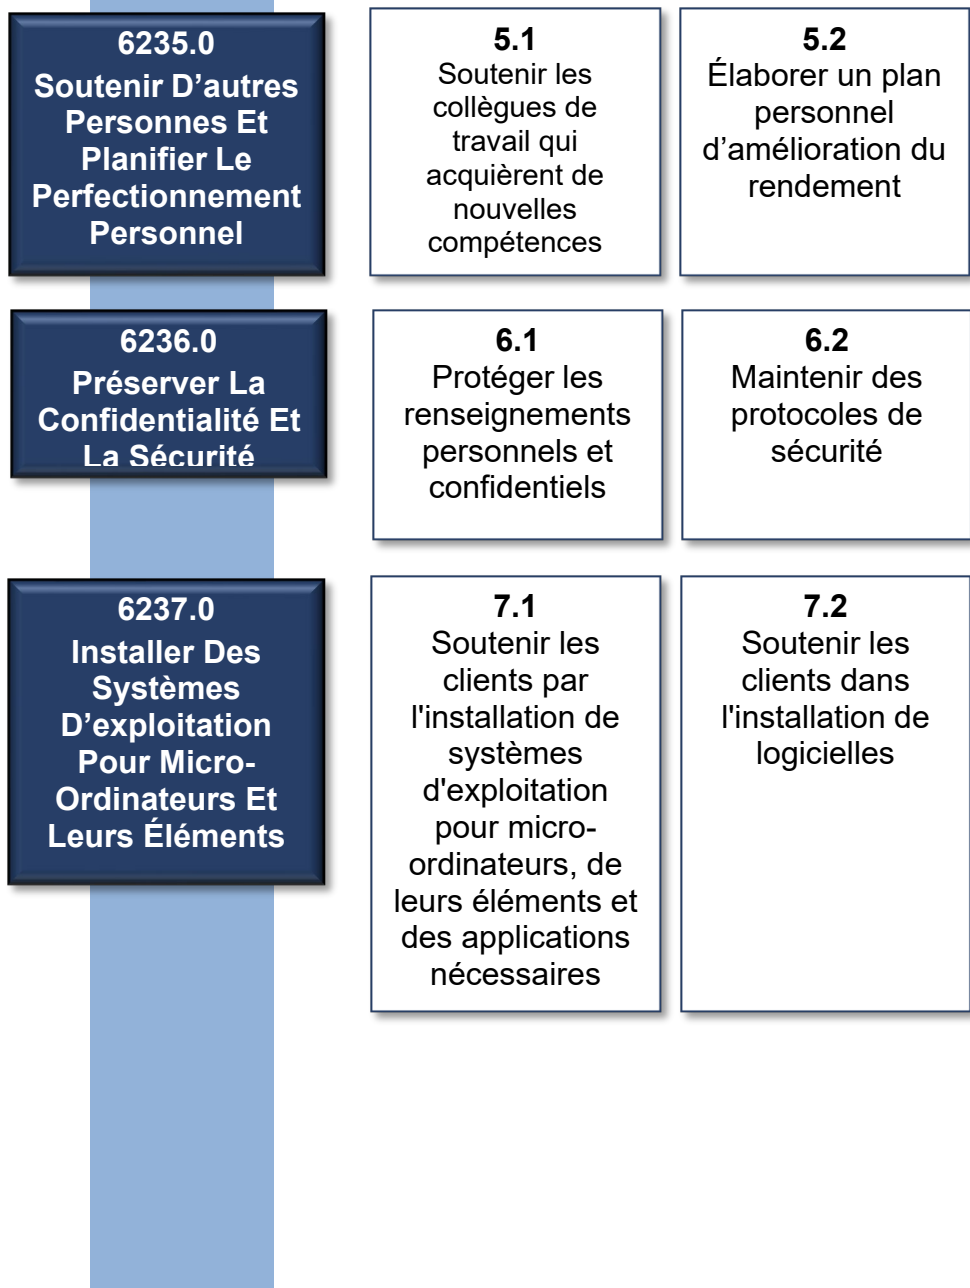 6235.0
Soutenir D’autres
Personnes Et
Planifier Le
Perfectionnement
Personnel
5.1
Soutenir les
collègues de
travail qui
acquièrent de
nouvelles
compétences
5.2
Élaborer un plan
personnel
d’amélioration du
rendement
6236.0
Préserver La
Confidentialité Et
La Sécurité
6.1
Protéger les
renseignements
personnels et
confidentiels
6.2
Maintenir des
protocoles de
sécurité
6237.0
Installer Des
Systèmes
D’exploitation
Pour Micro-
Ordinateurs Et
Leurs Éléments
7.1
Soutenir les
clients par
l'installation de
systèmes
d'exploitation
pour micro-
ordinateurs, de
leurs éléments et
des applications
nécessaires
7.2
Soutenir les
clients dans
l'installation de
logicielles